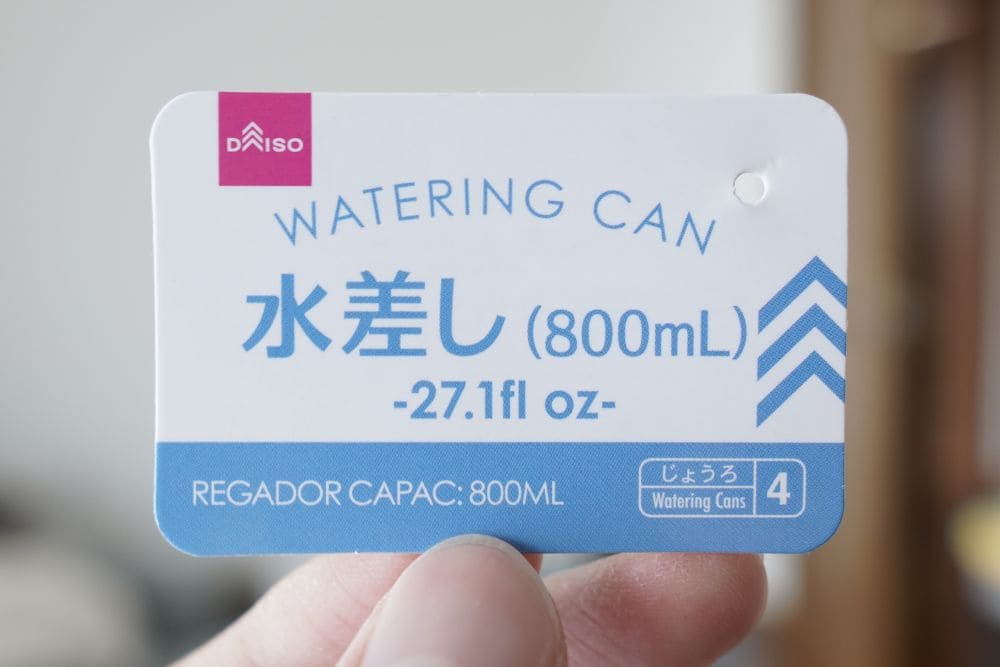 DAISO
WATERING CAN
水差し (800mL)
-27.1fl oz-
REGADOR CAPAC: 800ML
じょうろ
Watering Cans
4